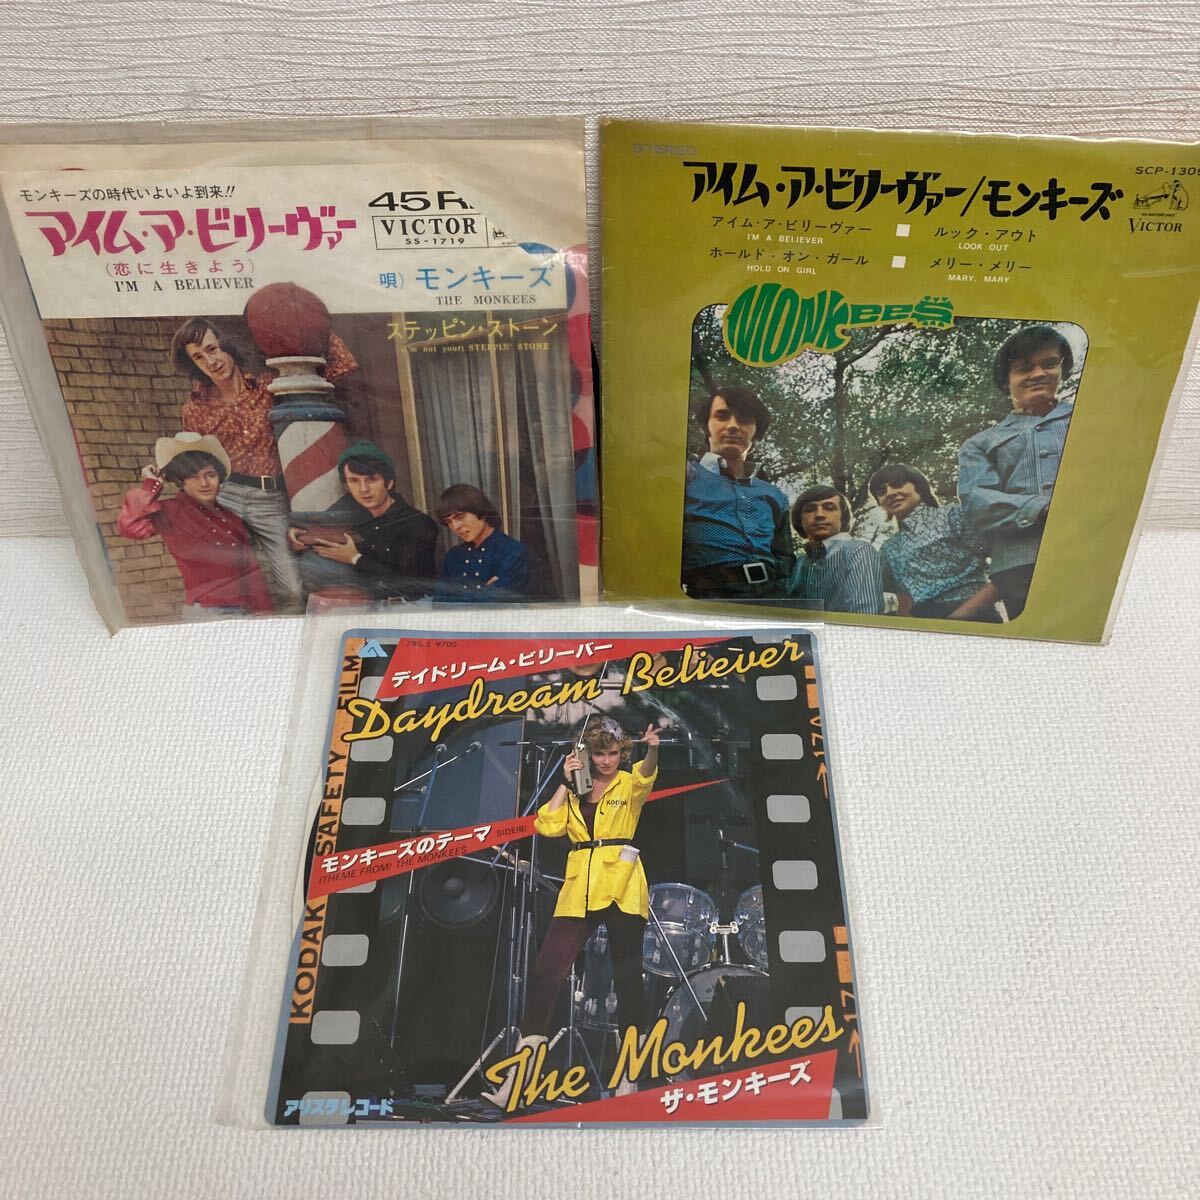 モンキーズの時代いよいよ到来!!
アイム・ア・ビリーヴァー
(恋に生きよう)
I'M A BELIEVER
45 R
VICTOR
SS-1719
唄) モンキーズ
THE MONKEES
ステッピン・ストーン
(I'm not your) STEPPIN' STONE
STEREO
SCP-1309
アイム・ア・ビリーヴァー/モンキーズ
VICTOR
アイム・ア・ビリーヴァー ■ ルック・アウト
I'M A BELIEVER LOOK OUT
ホールド・オン・ガール ■ メリー・メリー
HOLD ON GIRL MARY, MARY
MONKEES
7RS-5 ¥700
デイドリーム・ビリーバー
Daydream Believer
KODAK SAFETY FILM
Kodak
モンキーズのテーマ SIDE(B)
(THEME FROM) THE MONKEES
17A
17
The Monkees
ザ・モンキーズ
アリスタレコード